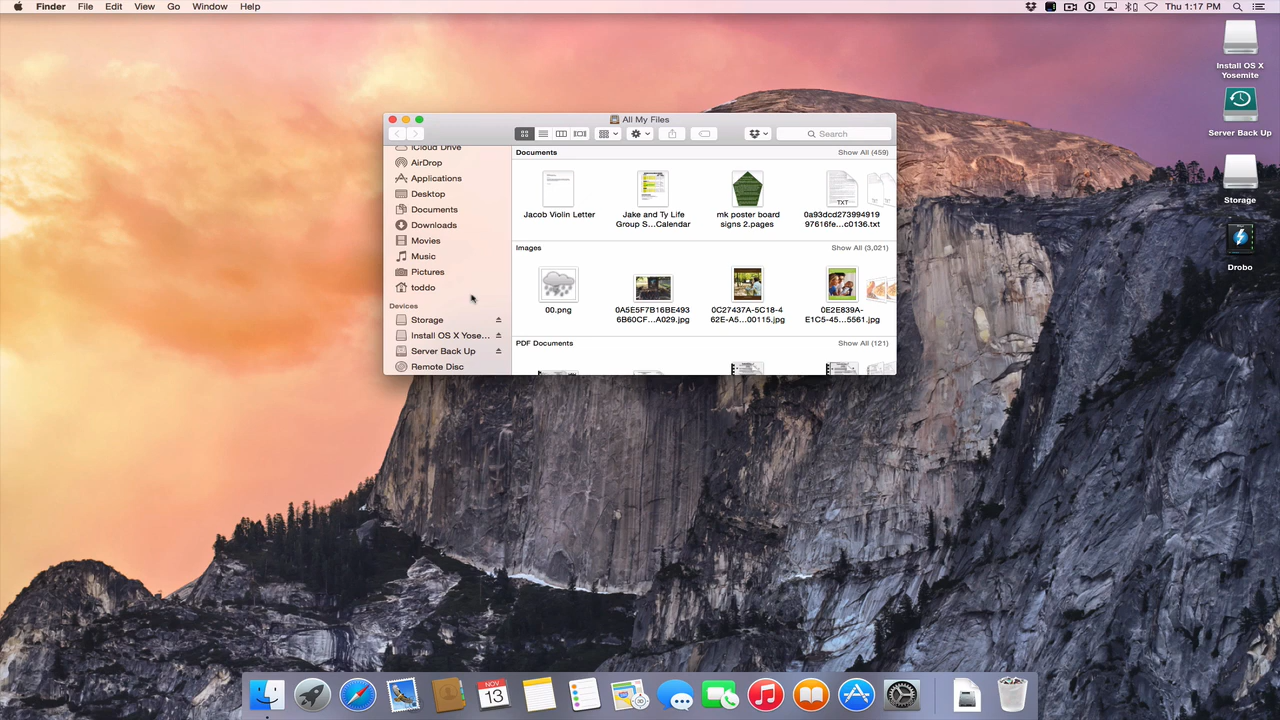 Finder File Edit View Go Window Help
Thu 1:17 PM
Install OS X
Yosemite
Server Back Up
Storage
Drobo
All My Files
Search
iCloud Drive
AirDrop
Applications
Desktop
Documents
Downloads
Movies
Music
Pictures
toddo
Devices
Storage
Install OS X Yose...
Server Back Up
Remote Disc
Documents Show All (459)
Jacob Violin Letter
Jake and Ty Life
Group S...Calendar
mk poster board
signs 2.pages
TXT
0a93dcd273994919
97616fe...c0136.txt
Images Show All (3,021)
00.png
0A5E5F7B16BE493
6B60CF...A029.jpg
0C27437A-5C18-4
62E-A5...00115.jpg
0E2E839A-
E1C5-45...5561.jpg
PDF Documents Show All (121)
NOV
13